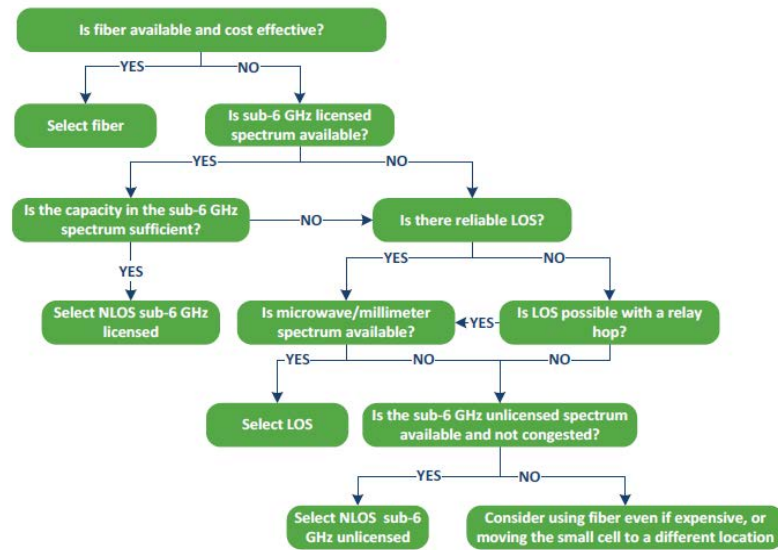 Is fiber available and cost effective?
YES
NO
Select fiber
Is sub-6 GHz licensed
spectrum available?
YES
NO
Is the capacity in the sub-6 GHz
spectrum sufficient?
NO
Is there reliable LOS?
YES
YES
NO
Select NLOS sub-6 GHz
licensed
Is microwave/millimeter
spectrum available?
YES
Is LOS possible with a relay
hop?
YES
NO
NO
Select LOS
Is the sub-6 GHz unlicensed spectrum
available and not congested?
YES
NO
Select NLOS sub-6
GHz unlicensed
Consider using fiber even if expensive, or
moving the small cell to a different location